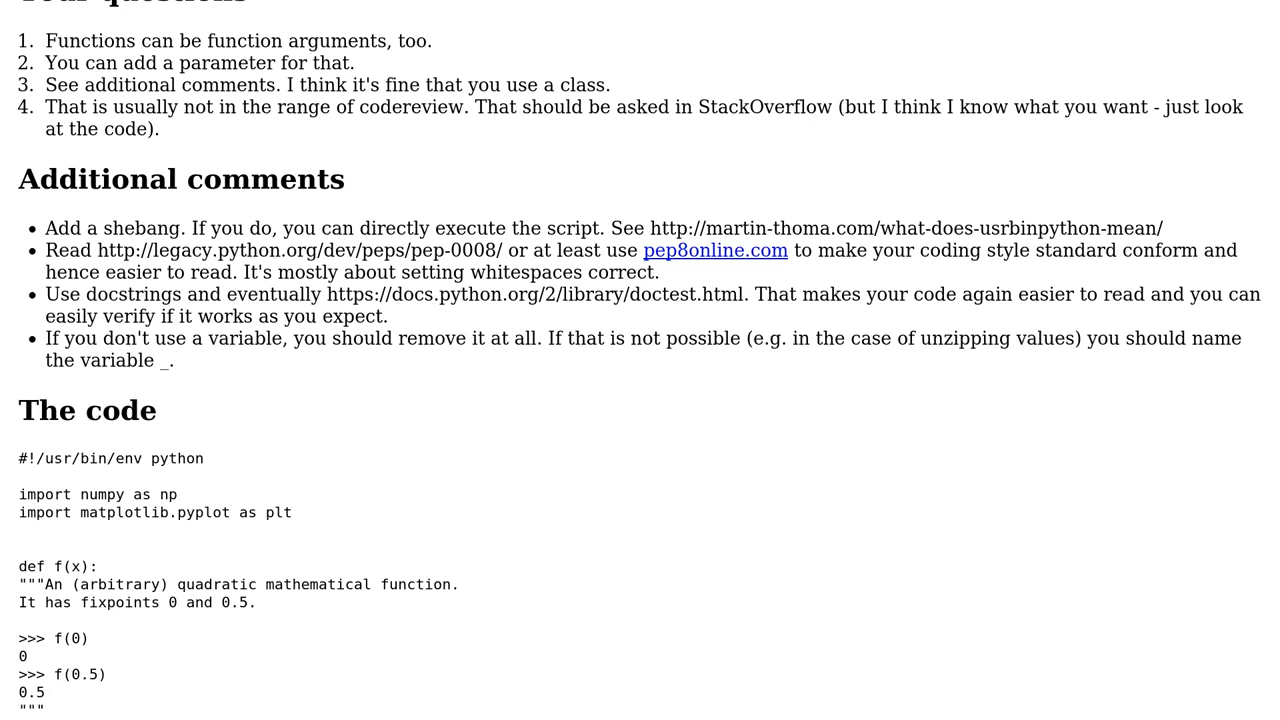 Your questions
1. Functions can be function arguments, too.
2. You can add a parameter for that.
3. See additional comments. I think it's fine that you use a class.
4. That is usually not in the range of codereview. That should be asked in StackOverflow (but I think I know what you want - just look
at the code).
Additional comments
• Add a shebang. If you do, you can directly execute the script. See http://martin-thoma.com/what-does-usrbinpython-mean/
• Read http://legacy.python.org/dev/peps/pep-0008/ or at least use pep8online.com to make your coding style standard conform and
hence easier to read. It's mostly about setting whitespaces correct.
• Use docstrings and eventually https://docs.python.org/2/library/doctest.html. That makes your code again easier to read and you can
easily verify if it works as you expect.
• If you don't use a variable, you should remove it at all. If that is not possible (e.g. in the case of unzipping values) you should name
the variable _.
The code
#!/usr/bin/env python
import numpy as np
import matplotlib.pyplot as plt
def f(x):
"""An (arbitrary) quadratic mathematical function.
It has fixpoints 0 and 0.5.
>>> f(0)
0
>>> f(0.5)
0.5
"""